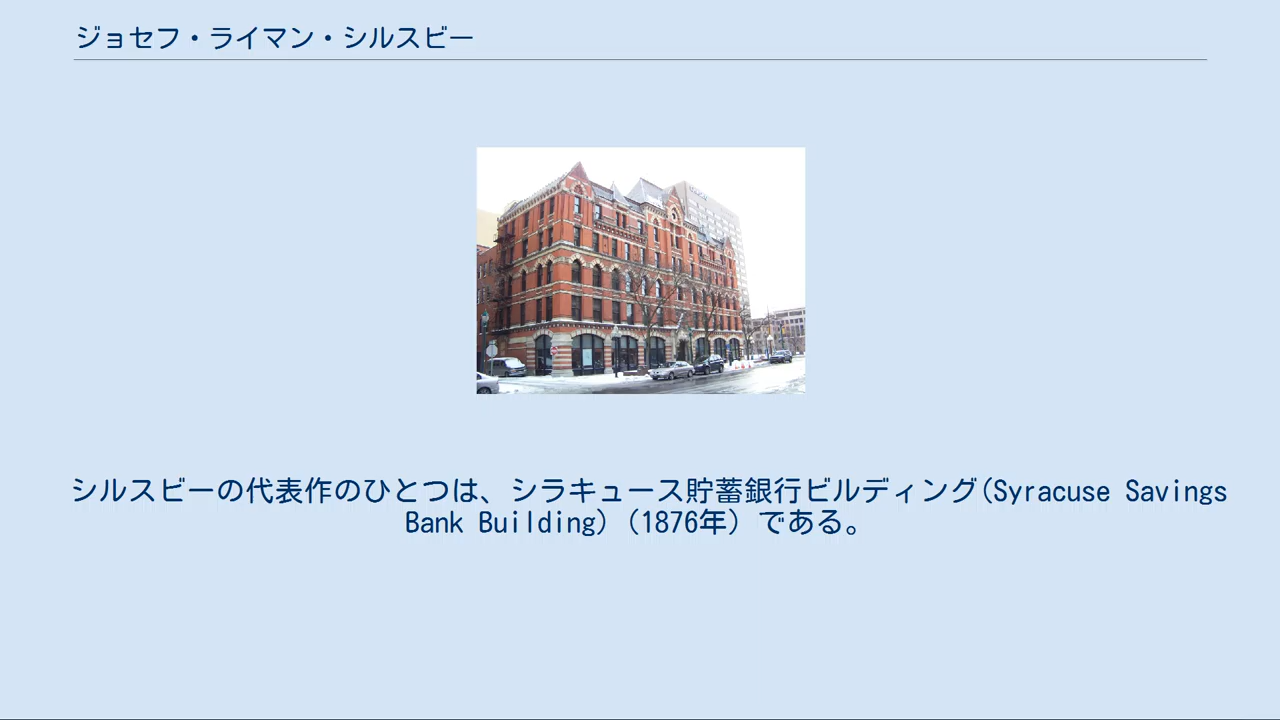 ジョセフ・ライマン・シルスビー
シルスビーの代表作のひとつは、シラキュース貯蓄銀行ビルディング(Syracuse Savings
Bank Building) (1876年) である。